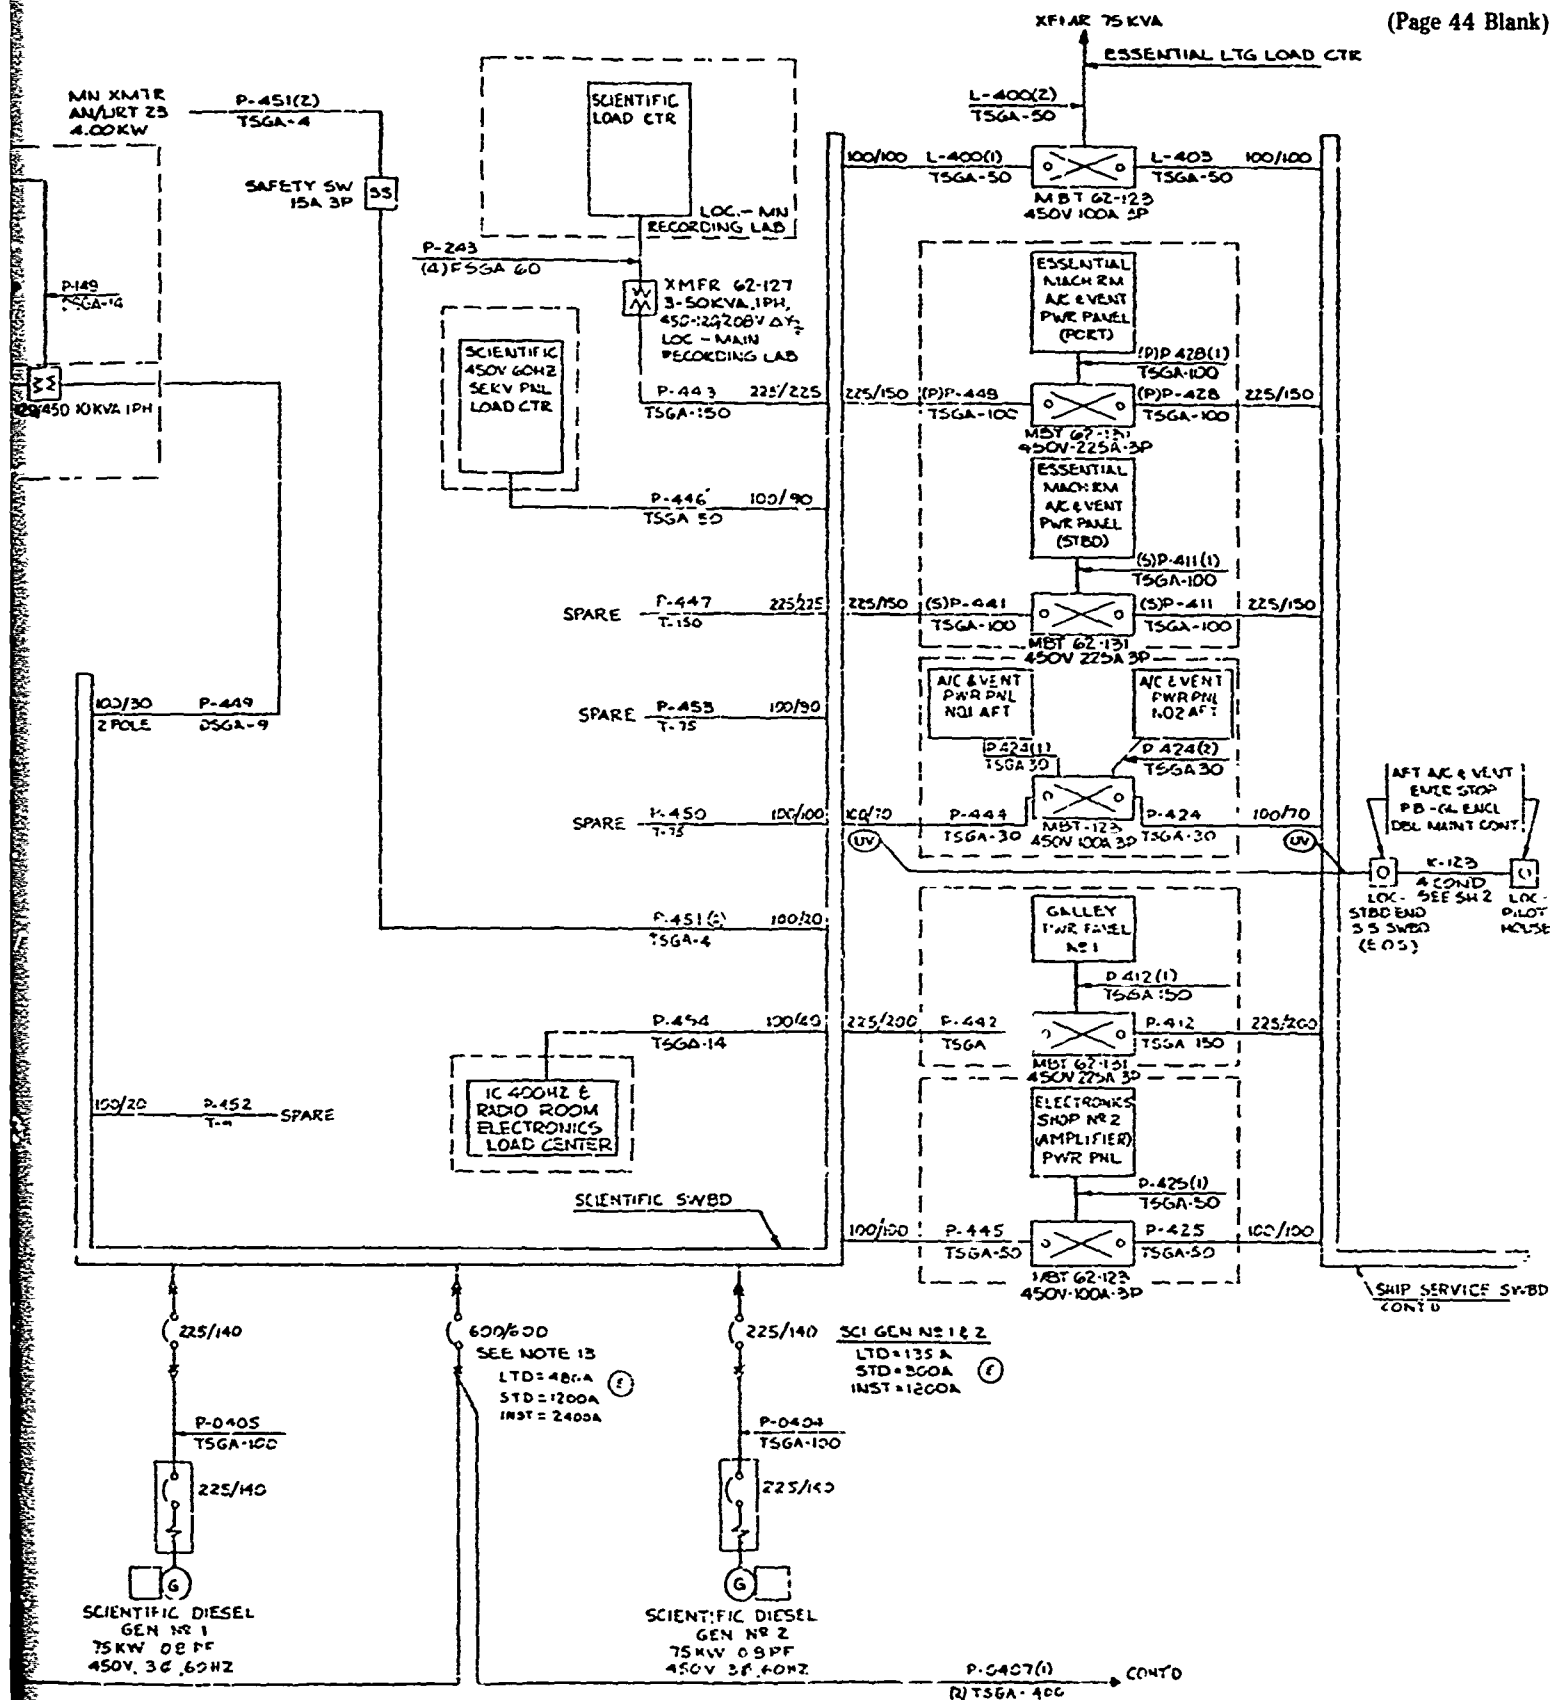 (Page 44 Blank)
75 KVA
ESSENTIAL LTG LOAD CTR
L-400(2)
TSGA-50
MN XMTR
AN/URT 23
4.00KW
P-451(2)
TSGA-4
SAFETY SW
15A 3P
SS
SCIENTIFIC
LOAD CTR
LOC.- MN
RECORDING LAB
P-243
(4)FSGA 60
XMFR 62-127
3-50KVA,1PH,
LOC - MAIN
RECORDING LAB
P-443
TSGA-150
225/225
100/100
L-400(1)
TSGA-50
L-403
TSGA-50
100/100
MBT 62-123
450V 100A 3P
ESSENTIAL
MACH RM
A/C & VENT
PWR PANEL
(PORT)
(P)P 428(1)
TSGA-100
225/150
(P)P-448
TSGA-100
(P)P-428
TSGA-100
225/150
MBT 62-131
450V-225A-3P
P-149
10KVA 1PH
SCIENTIFIC
450V 60HZ
SERV PNL
LOAD CTR
P-446
TSGA 50
100/90
ESSENTIAL
MACH RM
A/C & VENT
PWR PANEL
(STBD)
(S)P-411(1)
TSGA-100
SPARE
P-447
T-150
225/225
225/150
(S)P-441
TSGA-100
(S)P-411
TSGA-100
225/150
MBT 62-131
450V 225A 3P
100/30
2 POLE
P-449
DSGA-9
SPARE
P-453
T-75
100/90
A/C & VENT
PWR PNL
NO1 AFT
A/C & VENT
PWR PNL
NO2 AFT
P 424(1)
TSGA 30
P 424(2)
TSGA 30
SPARE
P-450
T-75
100/100
100/70
P-444
TSGA-30
P-424
TSGA-30
100/70
MBT-123
450V 100A 3P
UV
UV
AFT A/C & VENT
EMER STOP
PB - GL ENCL
DBL MAINT CONT
K-123
4 COND
SEE SH 2
LOC-
STBD END
S S SWBD
(EOS)
LOC-
PILOT
HOUSE
P-451
TSGA-4
100/20
GALLEY
PWR PANEL
Nº 1
P 412(1)
TSGA 150
P-454
TSGA-14
100/40
225/200
P-442
TSGA
P-412
TSGA 150
225/200
MBT 62-131
450V 225A 3P
IC 400HZ &
RADIO ROOM
ELECTRONICS
LOAD CENTER
100/20
P-452
SPARE
ELECTRONICS
SHOP Nº 2
(AMPLIFIER)
PWR PNL
P-425(1)
TSGA-50
SCIENTIFIC SWBD
100/100
P-445
TSGA-50
P-425
TSGA-50
100/100
MBT 62-123
450V-100A-3P
SHIP SERVICE SWBD
CONT'D
225/140
600/600
SEE NOTE 13
LTD=480A
STD=1200A
INST=2400A
E
225/140
SCI GEN Nº 1 & 2
LTD=135A
STD=300A
INST=1200A
E
P-0405
TSGA-100
P-0404
TSGA-100
225/140
225/140
G
G
SCIENTIFIC DIESEL
GEN Nº 1
75KW 0.8 PF
450V, 3Ø, 60HZ
SCIENTIFIC DIESEL
GEN Nº 2
75KW 0.8PF
450V 3Ø, 60HZ
P-0407(1)
(2) TSGA-400
CONT'D